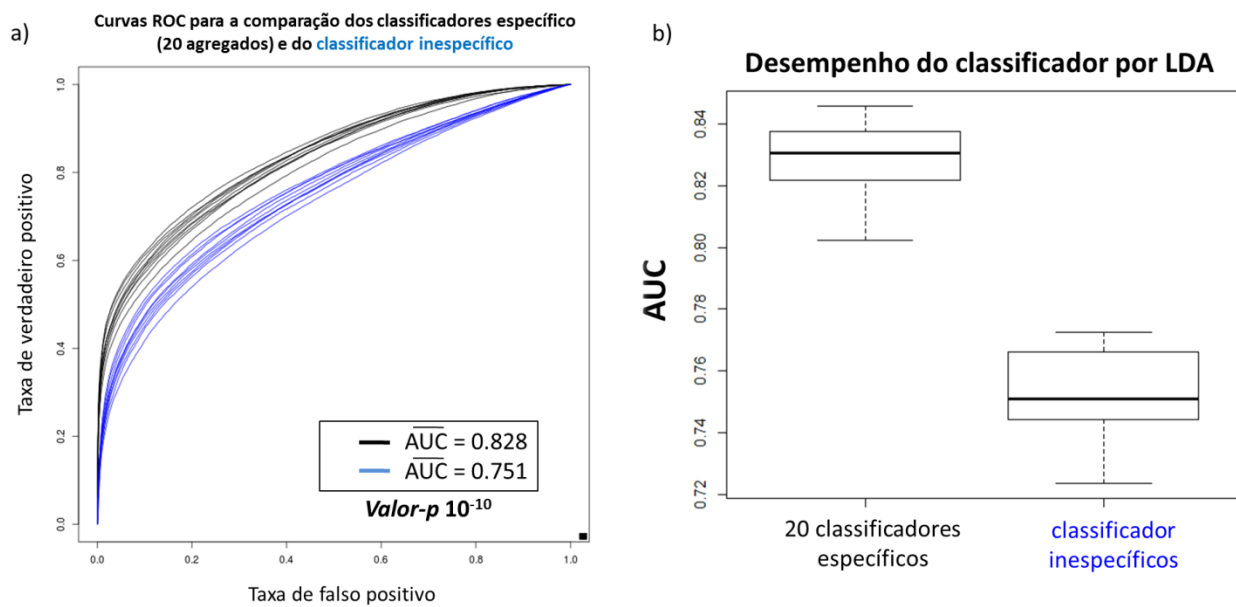 a)
Curvas ROC para a comparação dos classificadores específico
(20 agregados) e do classificador inespecífico
Taxa de verdadeiro positivo
1.0
0.8
0.6
0.4
0.2
0.0
AUC = 0.828
AUC = 0.751
Valor-p 10-10
0.0 0.2 0.4 0.6 0.8 1.0
Taxa de falso positivo
b)
Desempenho do classificador por LDA
AUC
0.84
0.82
0.80
0.76
0.74
0.72
20 classificadores
específicos
classificador
inespecíficos